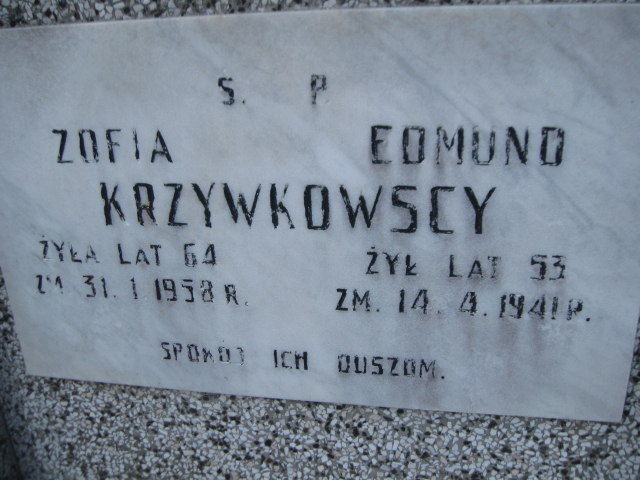 Ś. P
ZOFIA EDMUND
KRZYWKOWSCY
ŻYŁA LAT 64 ŻYŁ LAT 53
ZM. 31. 1. 1958 R. ZM. 14. 4. 1941 R.
SPOKÓJ ICH DUSZOM.